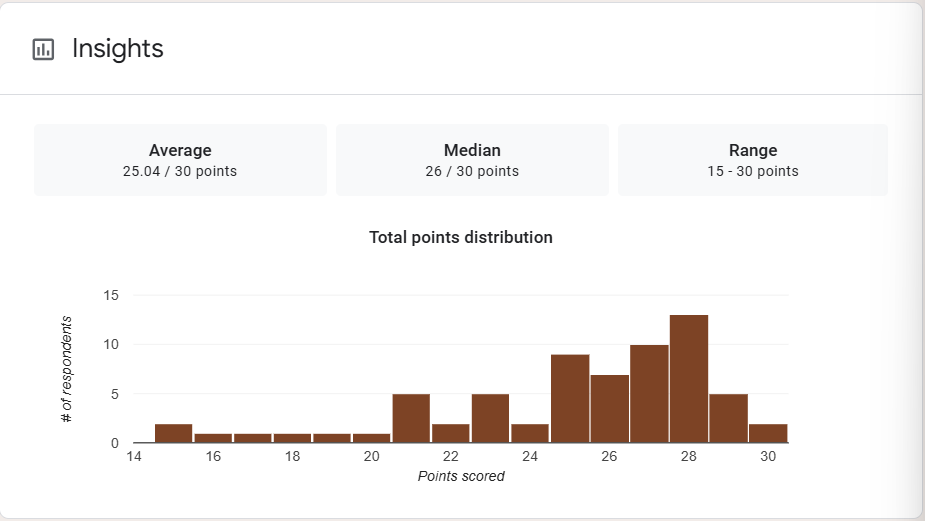 Insights
Average
25.04 / 30 points
Median
26 / 30 points
Range
15 - 30 points
Total points distribution
# of respondents
15
10
5
0
14 16 18 20 22 24 26 28 30
Points scored